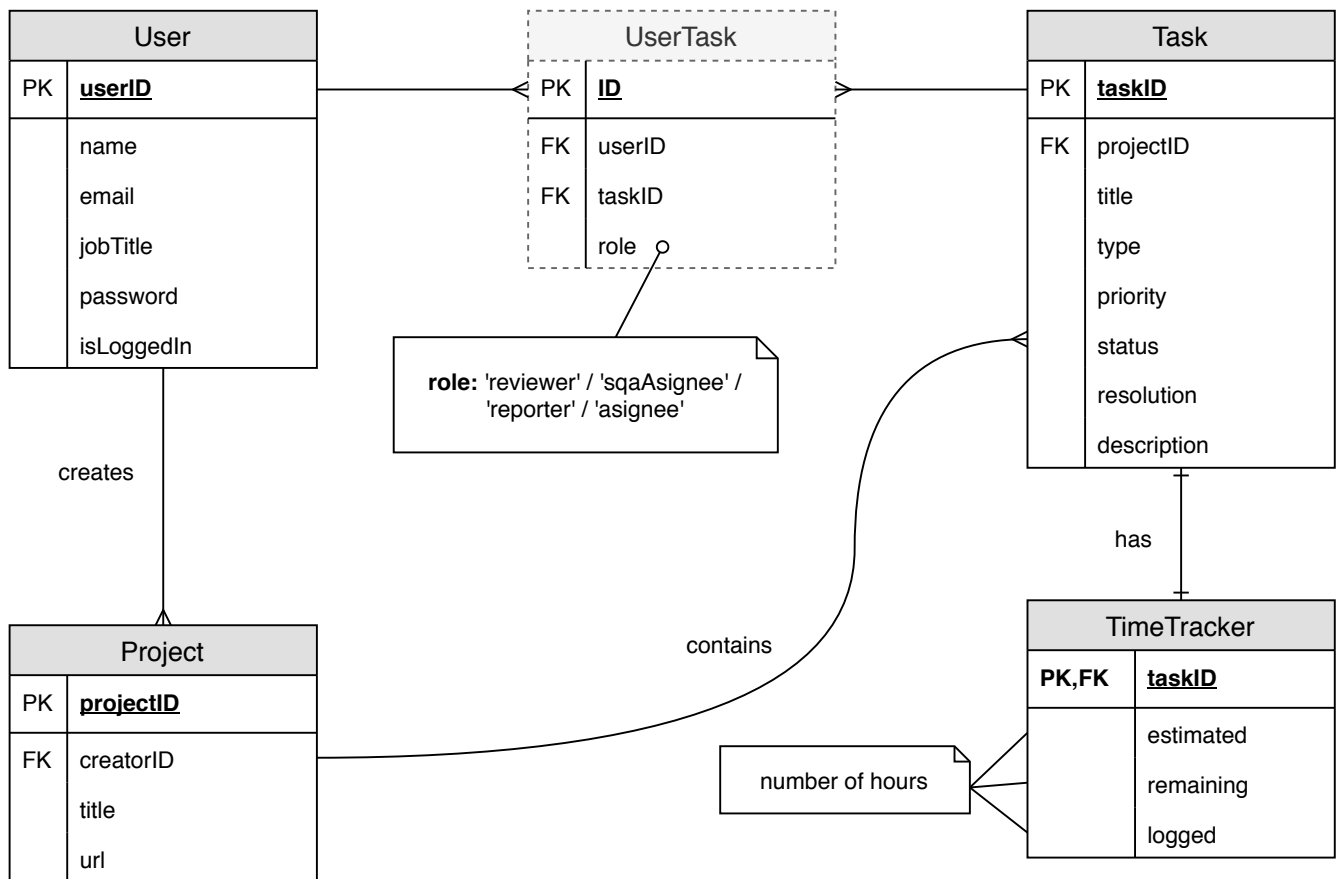 User
PK userID
name
email
jobTitle
password
isLoggedIn
UserTask
PK ID
FK userID
FK taskID
role
role: 'reviewer' / 'sqaAsignee' /
'reporter' / 'asignee'
Task
PK taskID
FK projectID
title
type
priority
status
resolution
description
creates
has
contains
Project
PK projectID
FK creatorID
title
url
number of hours
TimeTracker
PK,FK taskID
estimated
remaining
logged